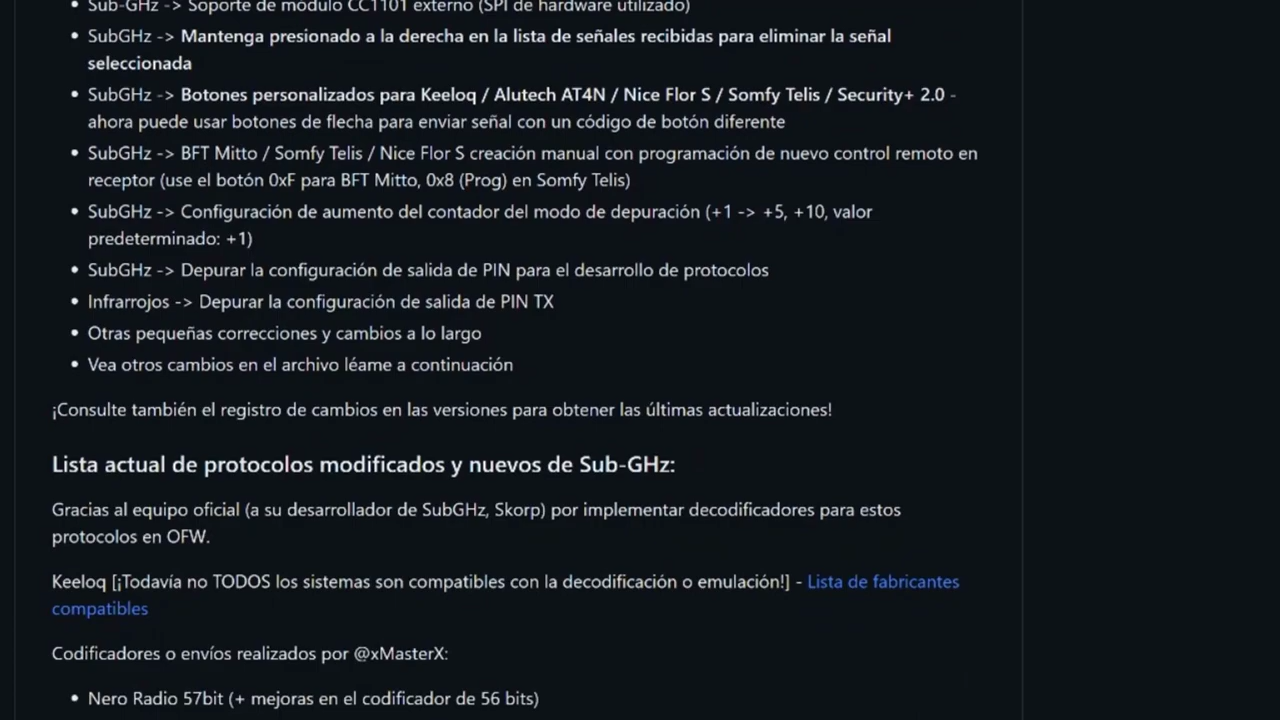 Sub-GHz -> Soporte de módulo CC1101 externo (SPI de hardware utilizado)
SubGHz -> Mantenga presionado a la derecha en la lista de señales recibidas para eliminar la señal
seleccionada
SubGHz -> Botones personalizados para Keeloq / Alutech AT4N / Nice Flor S / Somfy Telis / Security+ 2.0 -
ahora puede usar botones de flecha para enviar señal con un código de botón diferente
SubGHz -> BFT Mitto / Somfy Telis / Nice Flor S creación manual con programación de nuevo control remoto en
receptor (use el botón 0xF para BFT Mitto, 0x8 (Prog) en Somfy Telis)
SubGHz -> Configuración de aumento del contador del modo de depuración (+1 -> +5, +10, valor
predeterminado: +1)
SubGHz -> Depurar la configuración de salida de PIN para el desarrollo de protocolos
Infrarrojos -> Depurar la configuración de salida de PIN TX
Otras pequeñas correcciones y cambios a lo largo
Vea otros cambios en el archivo léame a continuación
¡Consulte también el registro de cambios en las versiones para obtener las últimas actualizaciones!
Lista actual de protocolos modificados y nuevos de Sub-GHz:
Gracias al equipo oficial (a su desarrollador de SubGHz, Skorp) por implementar decodificadores para estos
protocolos en OFW.
Keeloq [¡Todavía no TODOS los sistemas son compatibles con la decodificación o emulación!] - Lista de fabricantes
compatibles
Codificadores o envíos realizados por @xMasterX:
Nero Radio 57bit (+ mejoras en el codificador de 56 bits)